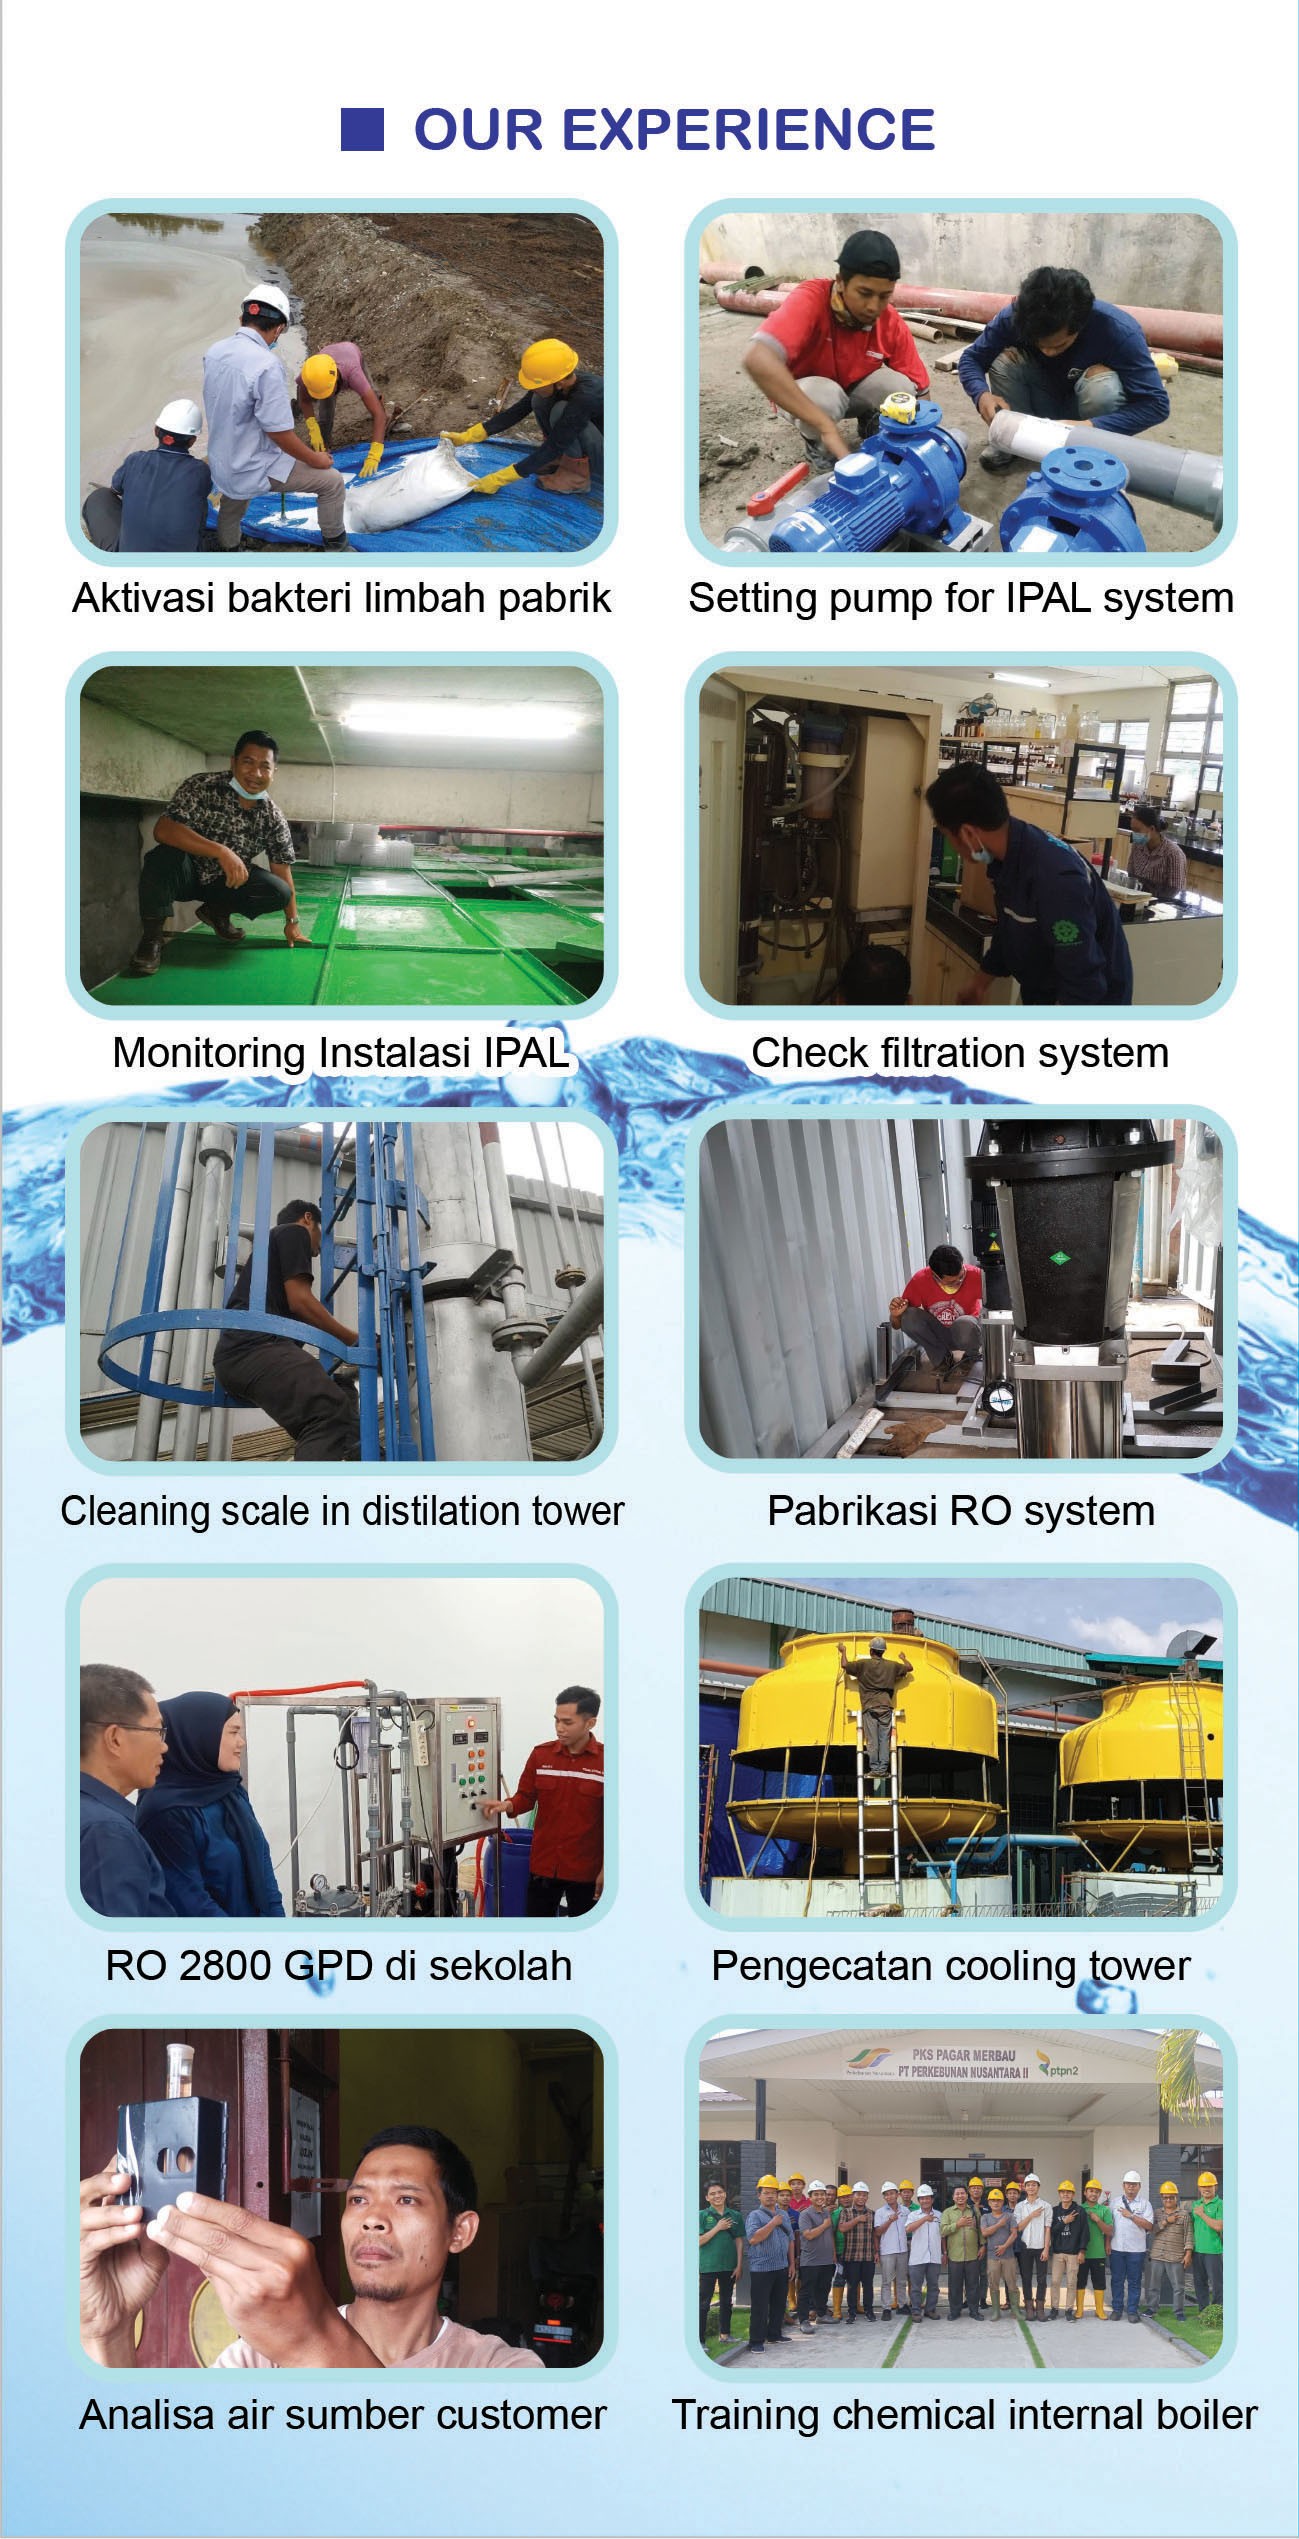 OUR EXPERIENCE
Aktivasi bakteri limbah pabrik
Setting pump for IPAL system
Monitoring Instalasi IPAL
Check filtration system
Cleaning scale in distilation tower
Pabrikasi RO system
RO 2800 GPD di sekolah
Pengecatan cooling tower
PKS PAGAR MERBAU
PT PERKEBUNAN NUSANTARA II
ptpn2
Analisa air sumber customer
Training chemical internal boiler